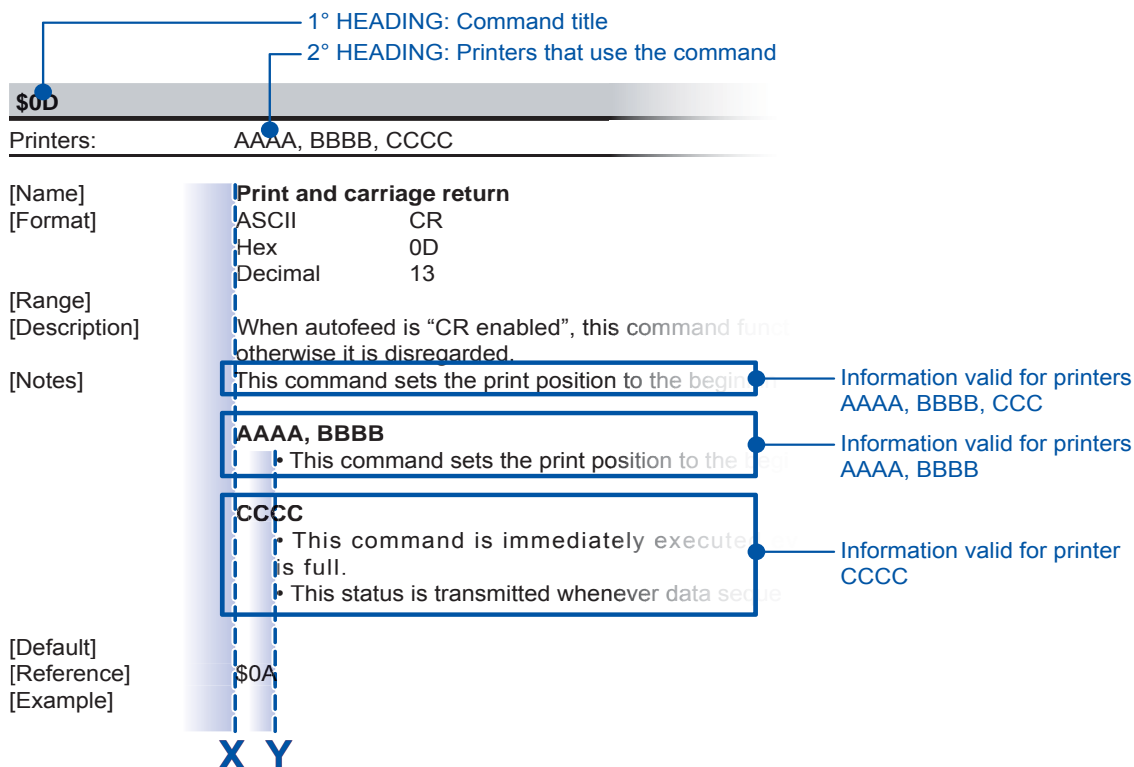 1° HEADING: Command title
2° HEADING: Printers that use the command
$0D
Printers: AAAA, BBBB, CCCC
[Name] Print and carriage return
[Format] ASCII CR
Hex 0D
Decimal 13
[Range]
[Description] When autofeed is “CR enabled”, this command
otherwise it is disregarded.
[Notes] This command sets the print position to the
Information valid for printers
AAAA, BBBB, CCC
AAAA, BBBB
• This command sets the print position to the
Information valid for printers
AAAA, BBBB
CCCC
• This command is immediately
is full.
• This status is transmitted whenever data
Information valid for printer
CCCC
[Default]
[Reference] $0A
[Example]
X Y